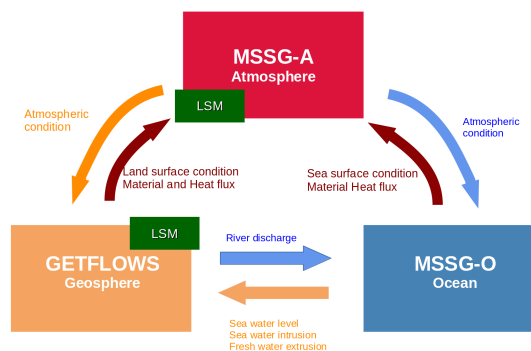 MSSG-A
Atmosphere
LSM
Atmospheric
condition
Atmospheric
condition
Land surface condition
Material and Heat flux
Sea surface condition
Material Heat flux
LSM
GETFLOWS
Geosphere
River discharge
MSSG-O
Ocean
Sea water level
Sea water intrusion
Fresh water extrusion